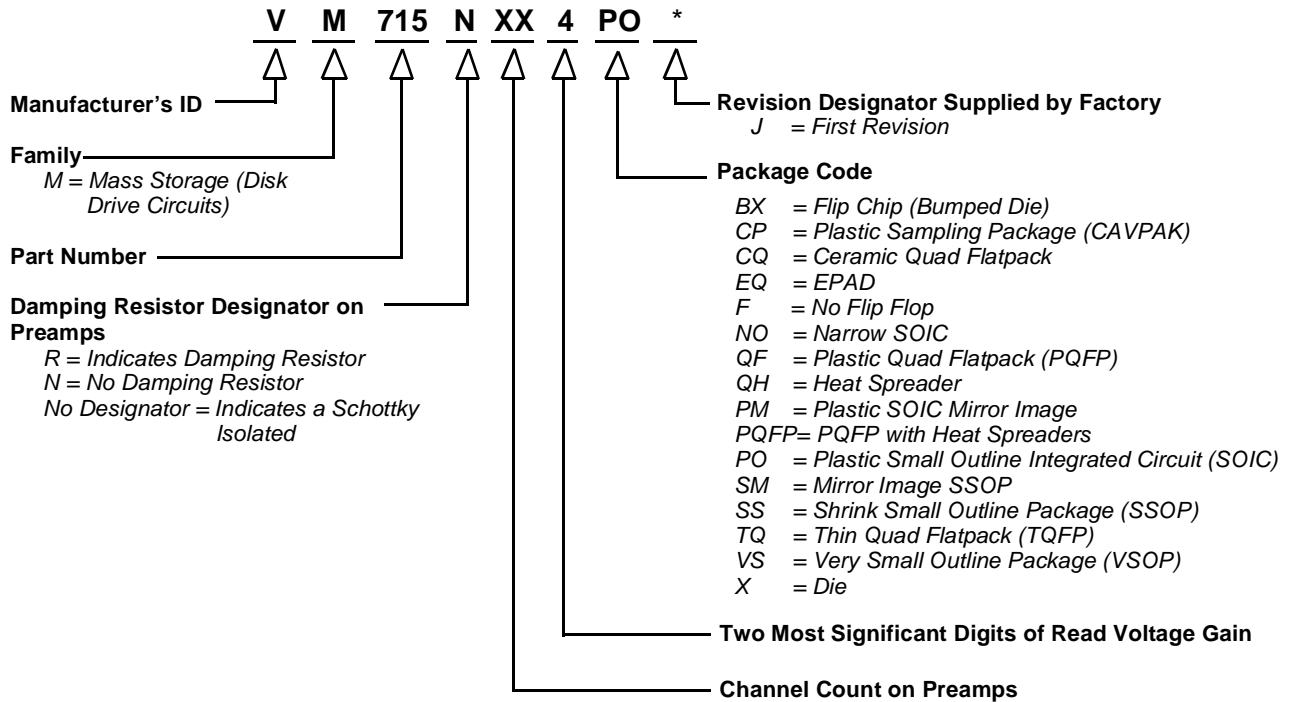 V M 715 N XX 4 PO *
Manufacturer's ID
Family
M = Mass Storage (Disk
Drive Circuits)
Part Number
Damping Resistor Designator on
Preamps
R = Indicates Damping Resistor
N = No Damping Resistor
No Designator = Indicates a Schottky
Isolated
Revision Designator Supplied by Factory
J = First Revision
Package Code
BX = Flip Chip (Bumped Die)
CP = Plastic Sampling Package (CAVPAK)
CQ = Ceramic Quad Flatpack
EQ = EPAD
F = No Flip Flop
NO = Narrow SOIC
QF = Plastic Quad Flatpack (PQFP)
QH = Heat Spreader
PM = Plastic SOIC Mirror Image
PQFP= PQFP with Heat Spreaders
PO = Plastic Small Outline Integrated Circuit (SOIC)
SM = Mirror Image SSOP
SS = Shrink Small Outline Package (SSOP)
TQ = Thin Quad Flatpack (TQFP)
VS = Very Small Outline Package (VSOP)
X = Die
Two Most Significant Digits of Read Voltage Gain
Channel Count on Preamps